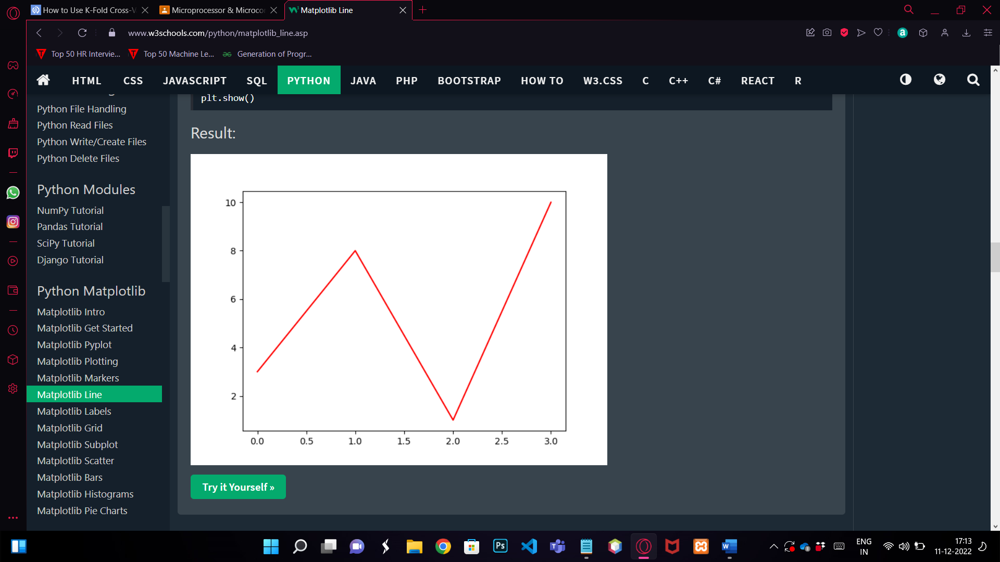 How to Use K-Fold Cross-V
Microprocessor & Microcon
Matplotlib Line
www.w3schools.com/python/matplotlib_line.asp
Top 50 HR Intervie...
Top 50 Machine Le...
Generation of Progr...
HTML
CSS
JAVASCRIPT
SQL
PYTHON
JAVA
PHP
BOOTSTRAP
HOW TO
W3.CSS
C
C++
C#
REACT
R
Python File Handling
Python Read Files
Python Write/Create Files
Python Delete Files
Python Modules
NumPy Tutorial
Pandas Tutorial
SciPy Tutorial
Django Tutorial
Python Matplotlib
Matplotlib Intro
Matplotlib Get Started
Matplotlib Pyplot
Matplotlib Plotting
Matplotlib Markers
Matplotlib Line
Matplotlib Labels
Matplotlib Grid
Matplotlib Subplot
Matplotlib Scatter
Matplotlib Bars
Matplotlib Histograms
Matplotlib Pie Charts
plt.show()
Result:
10
8
6
4
2
0.0 0.5 1.0 1.5 2.0 2.5 3.0
Try it Yourself »
ENG
IN
17:13
11-12-2022